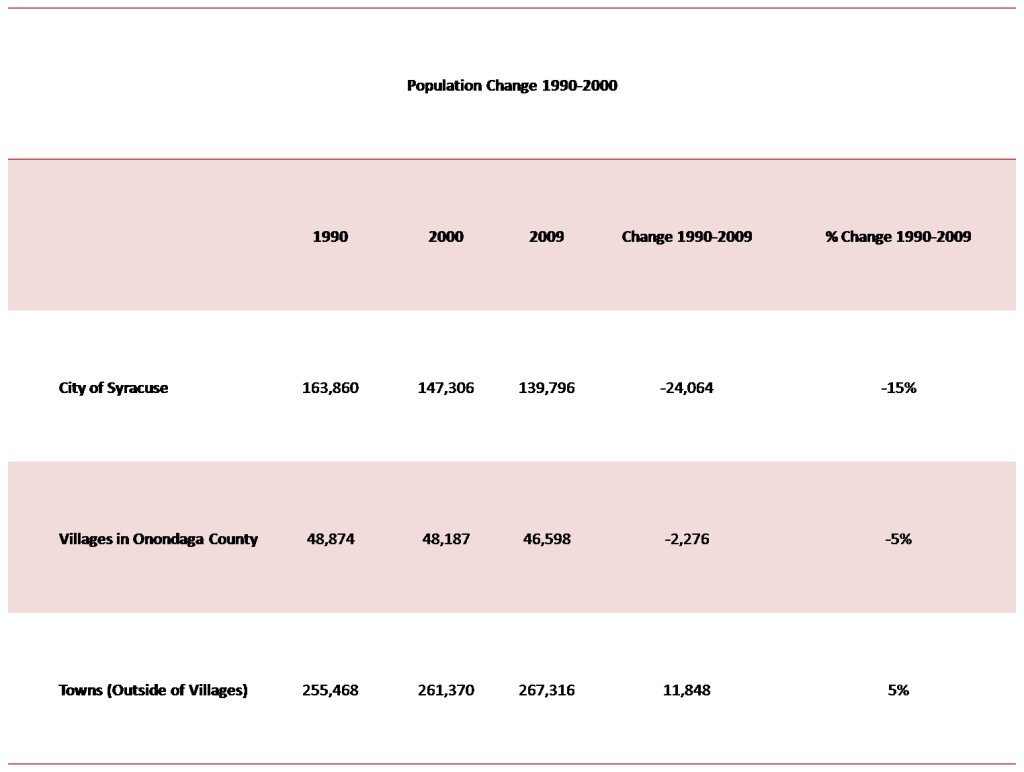 Population Change 1990-2000
1990 2000 2009 Change 1990-2009 % Change 1990-2009
City of Syracuse 163,860 147,306 139,796 -24,064 -15%
Villages in Onondaga County 48,874 48,187 46,598 -2,276 -5%
Towns (Outside of Villages) 255,468 261,370 267,316 11,848 5%